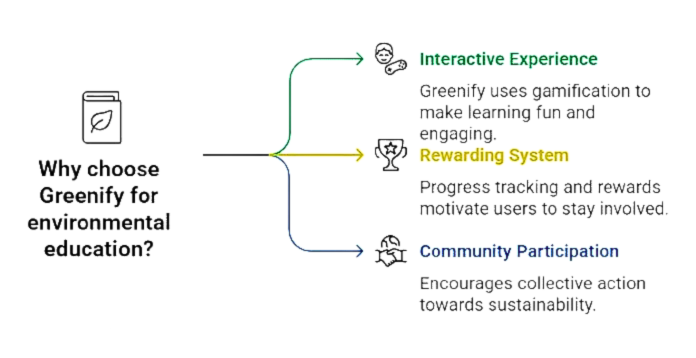 Why choose
Greenify for
environmental
education?
Interactive Experience
Greenify uses gamification to
make learning fun and
engaging.
Rewarding System
Progress tracking and rewards
motivate users to stay involved.
Community Participation
Encourages collective action
towards sustainability.